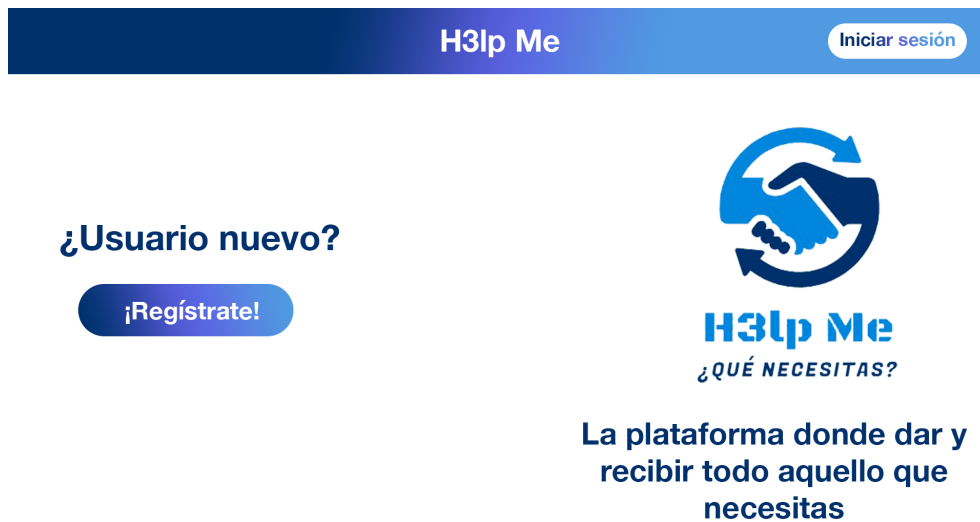 H3lp Me
Iniciar sesión
¿Usuario nuevo?
¡Regístrate!
H3lp Me
¿QUÉ NECESITAS?
La plataforma donde dar y
recibir todo aquello que
necesitas